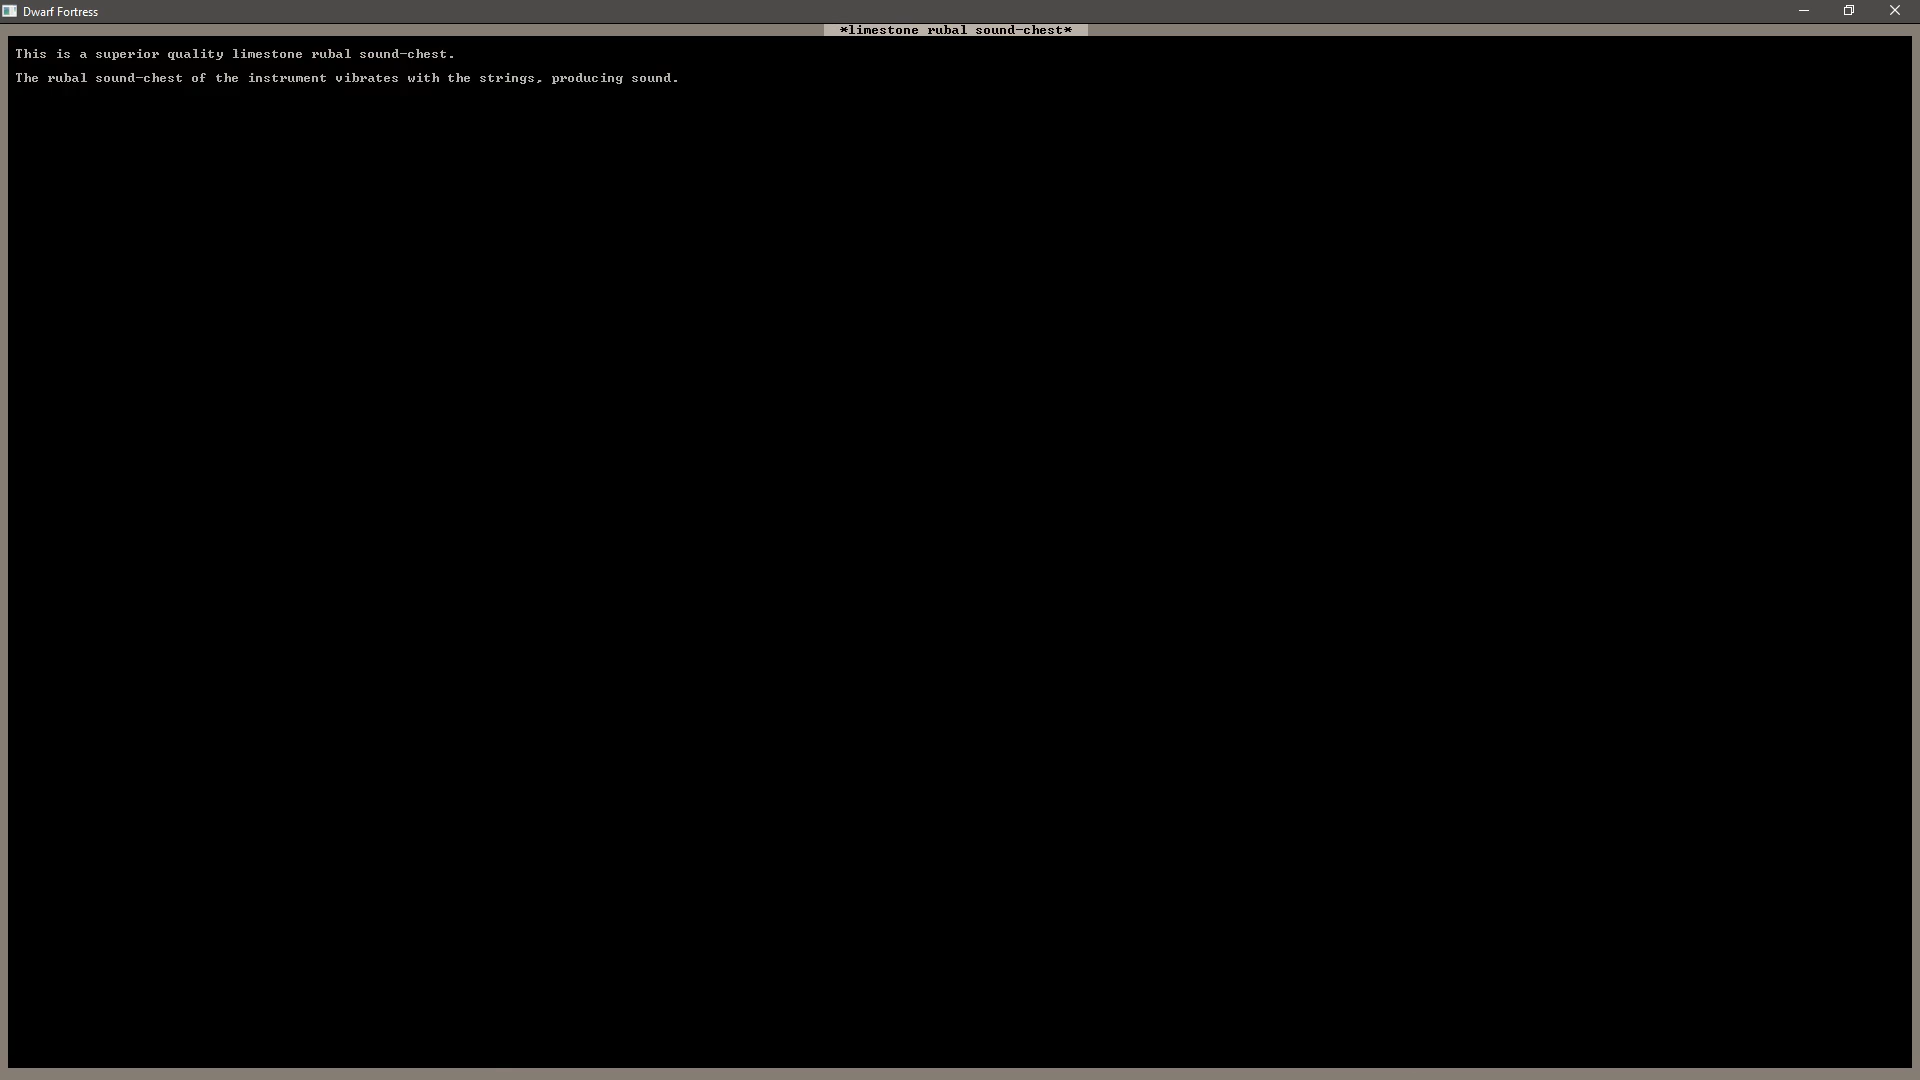 Dwarf Fortress
*limestone rubal sound-chest*
This is a superior quality limestone rubal sound-chest.
The rubal sound-chest of the instrument vibrates with the strings, producing sound.